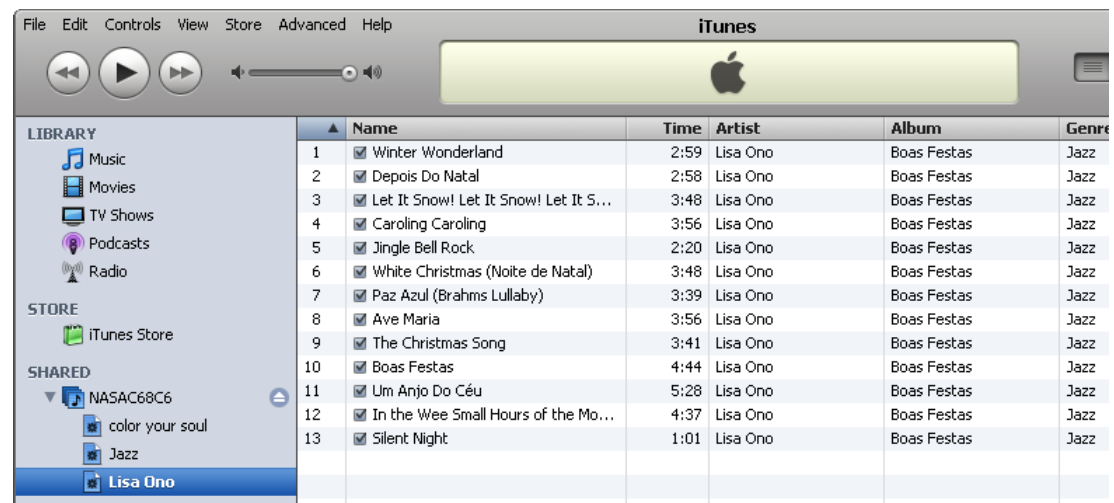 File Edit Controls View Store Advanced Help
iTunes
LIBRARY
Music
Movies
TV Shows
Podcasts
Radio
STORE
iTunes Store
SHARED
NASAC68C6
color your soul
Jazz
Lisa Ono
Name Time Artist Album Genre
1 Winter Wonderland 2:59 Lisa Ono Boas Festas Jazz
2 Depois Do Natal 2:58 Lisa Ono Boas Festas Jazz
3 Let It Snow! Let It Snow! Let It S... 3:48 Lisa Ono Boas Festas Jazz
4 Caroling Caroling 3:56 Lisa Ono Boas Festas Jazz
5 Jingle Bell Rock 2:20 Lisa Ono Boas Festas Jazz
6 White Christmas (Noite de Natal) 3:48 Lisa Ono Boas Festas Jazz
7 Paz Azul (Brahms Lullaby) 3:39 Lisa Ono Boas Festas Jazz
8 Ave Maria 3:56 Lisa Ono Boas Festas Jazz
9 The Christmas Song 3:41 Lisa Ono Boas Festas Jazz
10 Boas Festas 4:44 Lisa Ono Boas Festas Jazz
11 Um Anjo Do Céu 5:28 Lisa Ono Boas Festas Jazz
12 In the Wee Small Hours of the Mo... 4:37 Lisa Ono Boas Festas Jazz
13 Silent Night 1:01 Lisa Ono Boas Festas Jazz